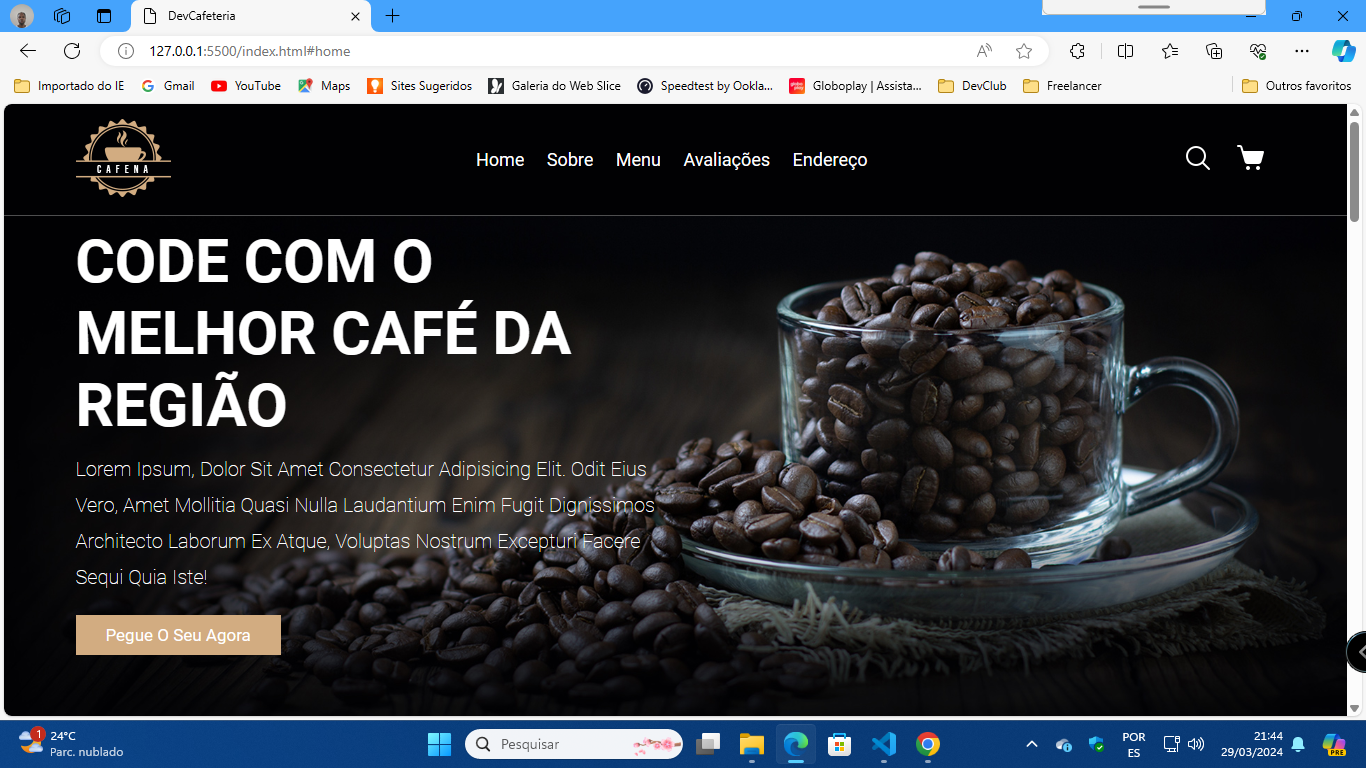 DevCafeteria
127.0.0.1:5500/index.html#home
Importado do IE Gmail YouTube Maps Sites Sugeridos Galeria do Web Slice Speedtest by Ookla... Globoplay | Assista... DevClub Freelancer Outros favoritos
CAFENA
Home Sobre Menu Avaliações Endereço
CODE COM O
MELHOR CAFÉ DA
REGIÃO
Lorem Ipsum, Dolor Sit Amet Consectetur Adipisicing Elit. Odit Eius
Vero, Amet Mollitia Quasi Nulla Laudantium Enim Fugit Dignissimos
Architecto Laborum Ex Atque, Voluptas Nostrum Excepturi Facere
Sequi Quia Iste!
Pegue O Seu Agora
1
24°C
Parc. nublado
Pesquisar
POR
ES
21:44
29/03/2024
PRE